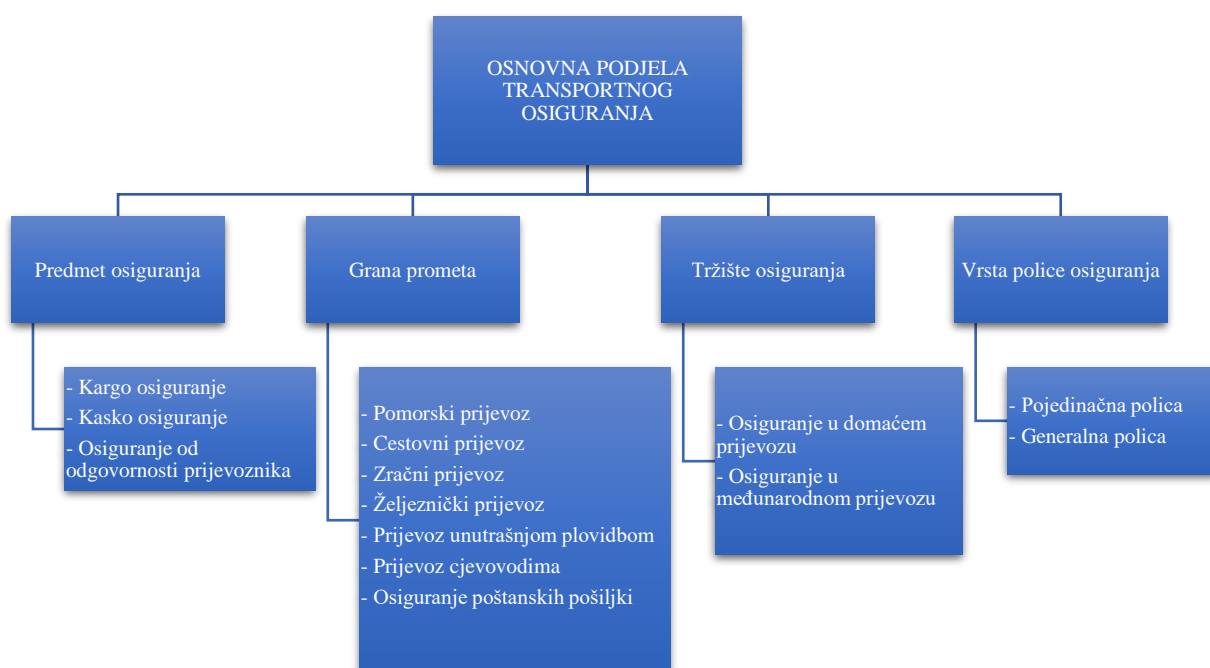 OSNOVNA PODJELA
TRANSPORTNOG
OSIGURANJA
Predmet osiguranja
Grana prometa
Tržište osiguranja
Vrsta police osiguranja
- Kargo osiguranje
- Kasko osiguranje
- Osiguranje od
odgovornosti prijevoznika
- Pomorski prijevoz
- Cestovni prijevoz
- Zračni prijevoz
- Željeznički prijevoz
- Prijevoz unutrašnjom plovidbom
- Prijevoz cjevovodima
- Osiguranje poštanskih pošiljki
- Osiguranje u domaćem
prijevozu
- Osiguranje u
međunarodnom prijevozu
- Pojedinačna polica
- Generalna polica